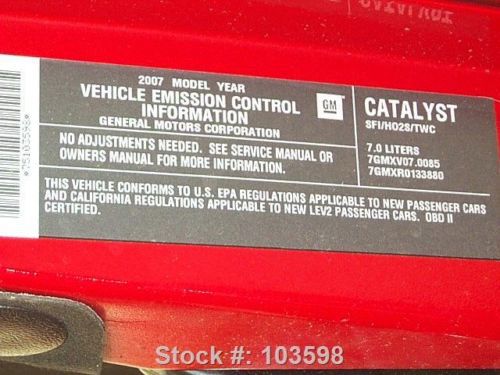 2007 MODEL YEAR
VEHICLE EMISSION CONTROL
INFORMATION
GENERAL MOTORS CORPORATION
GM
CATALYST
SFI/HO2S/TWC
NO ADJUSTMENTS NEEDED. SEE SERVICE MANUAL OR
OWNERS MANUAL FOR MORE INFORMATION.
7.0 LITERS
7GMXV07.0085
7GMXR0133880
THIS VEHICLE CONFORMS TO U.S. EPA REGULATIONS APPLICABLE TO NEW PASSENGER CARS
AND CALIFORNIA REGULATIONS APPLICABLE TO NEW LEV2 PASSENGER CARS. OBD II
CERTIFIED.
Stock #: 103598